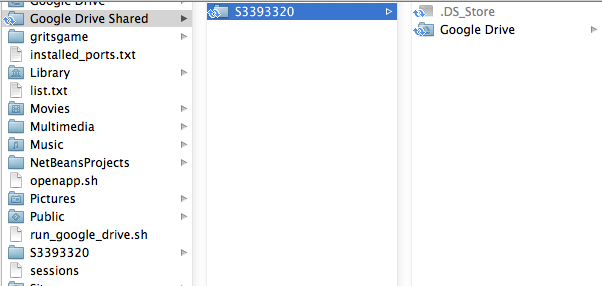 Google Drive
Google Drive Shared
gritsgame
installed_ports.txt
Library
list.txt
Movies
Multimedia
Music
NetBeansProjects
openapp.sh
Pictures
Public
run_google_drive.sh
S3393320
sessions
S3393320
.DS_Store
Google Drive